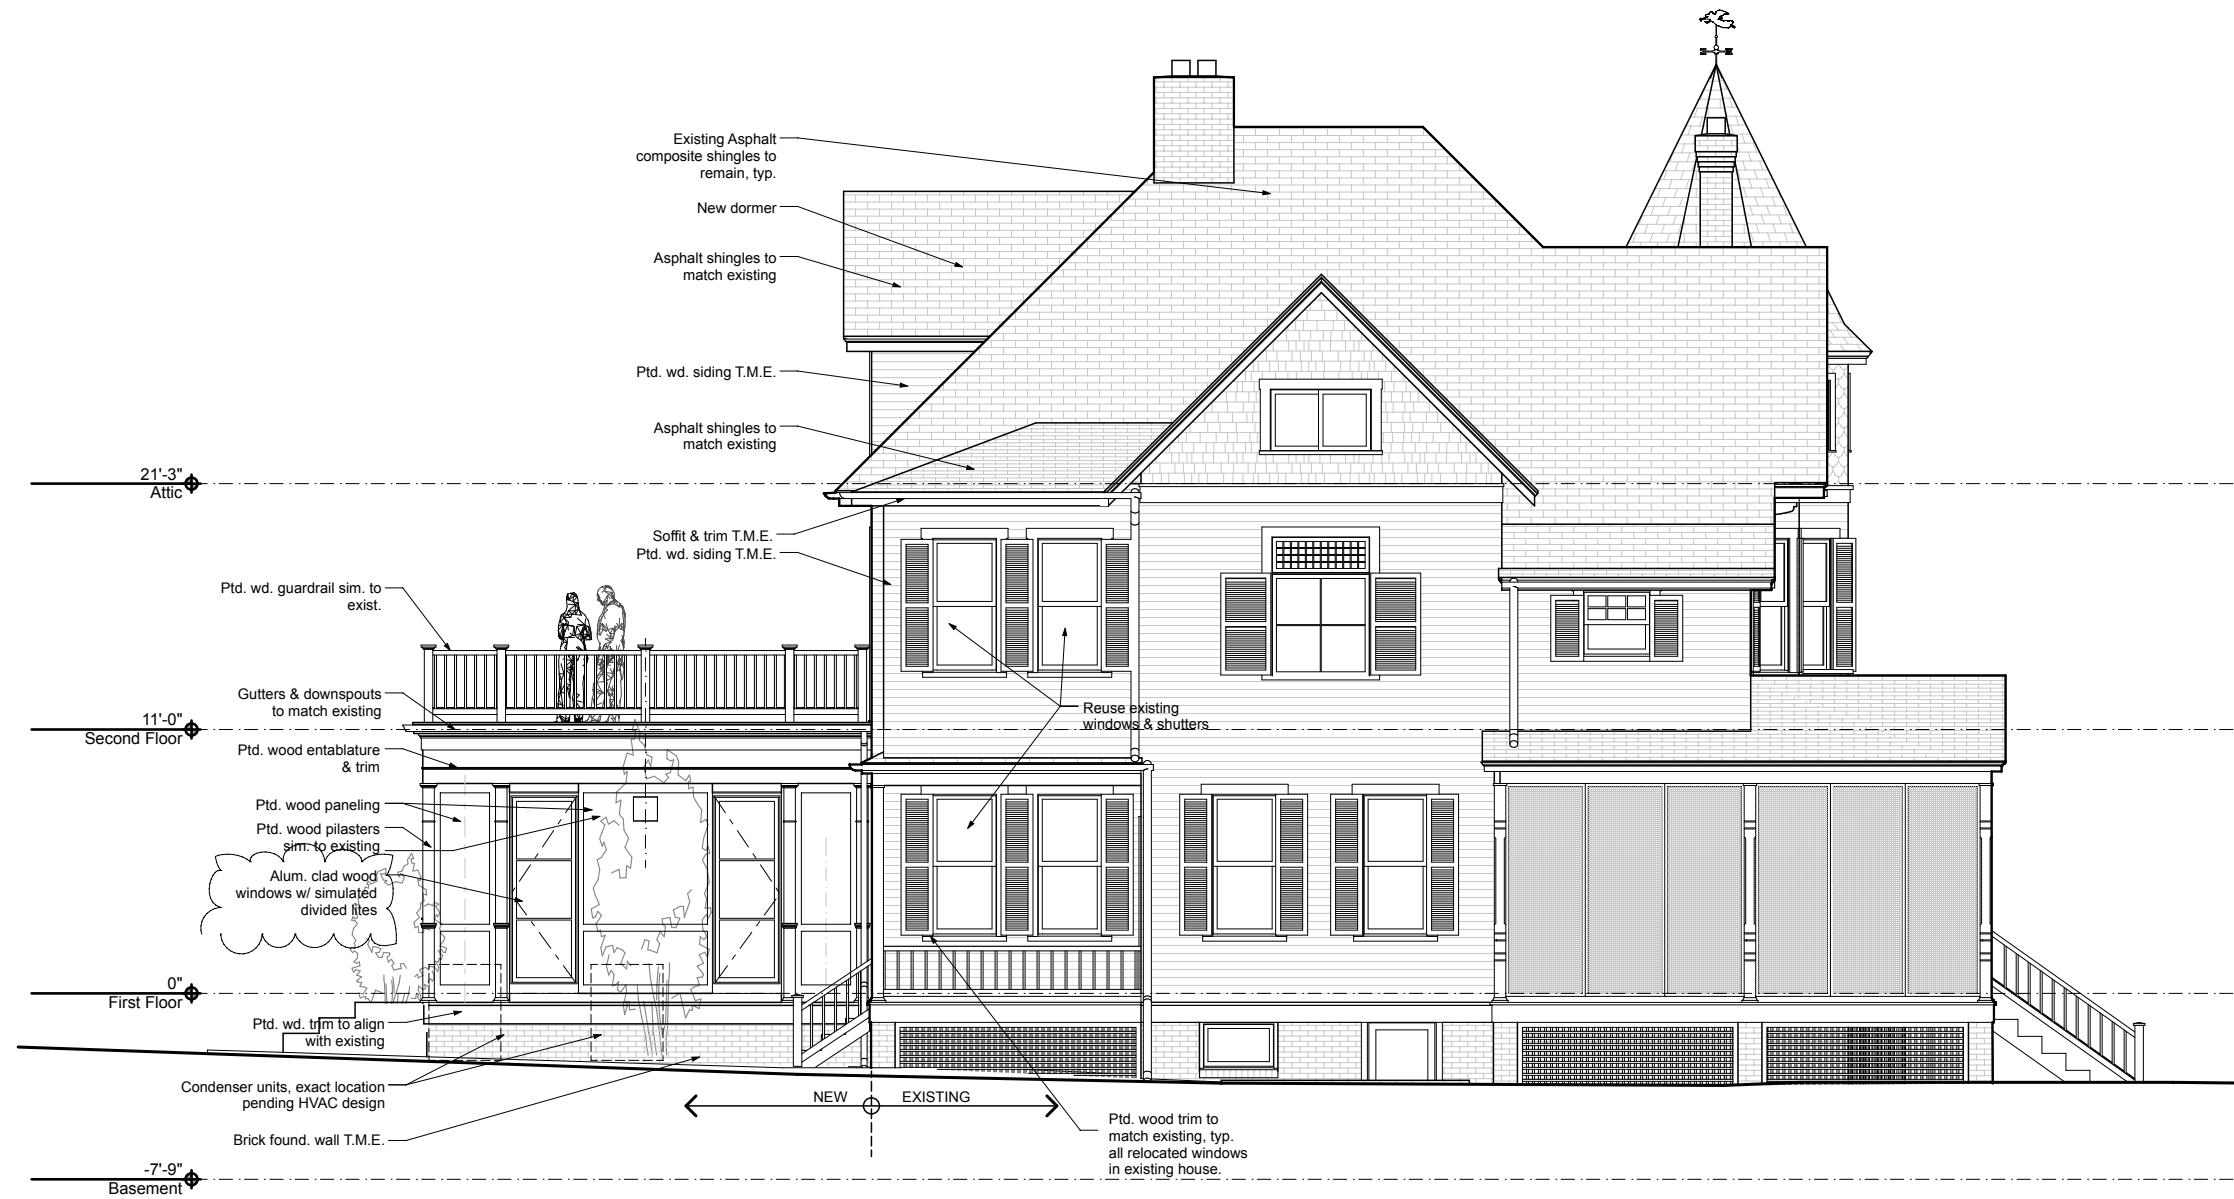 Existing Asphalt
composite shingles to
remain, typ.
New dormer
Asphalt shingles to
match existing
Ptd. wd. siding T.M.E.
Asphalt shingles to
match existing
21'-3"
Attic
Soffit & trim T.M.E.
Ptd. wd. siding T.M.E.
Ptd. wd. guardrail sim. to
exist.
Gutters & downspouts
to match existing
Reuse existing
windows & shutters
11'-0"
Second Floor
Ptd. wood entablature
& trim
Ptd. wood paneling
Ptd. wood pilasters
sim. to existing
Alum. clad wood
windows w/ simulated
divided lites
0"
First Floor
Ptd. wd. trim to align
with existing
Condenser units, exact location
pending HVAC design
NEW
EXISTING
Brick found. wall T.M.E.
Ptd. wood trim to
match existing, typ.
all relocated windows
in existing house.
-7'-9"
Basement